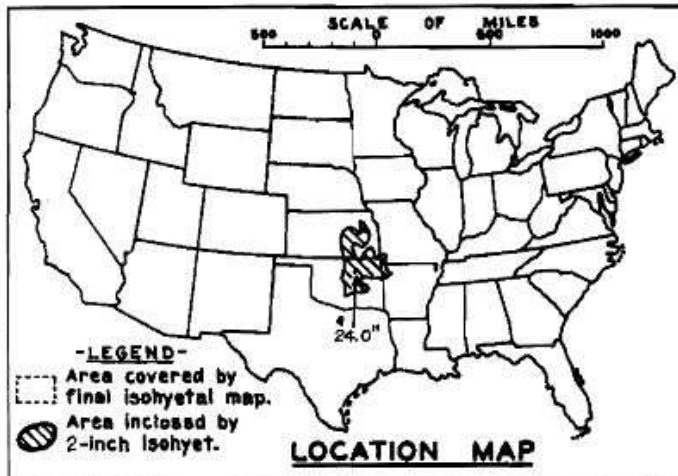 SCALE OF MILES
500 0 500 1000
24.0"
-LEGEND-
Area covered by
final isohyetal map.
Area inclosed by
2-inch isohyet.
LOCATION MAP